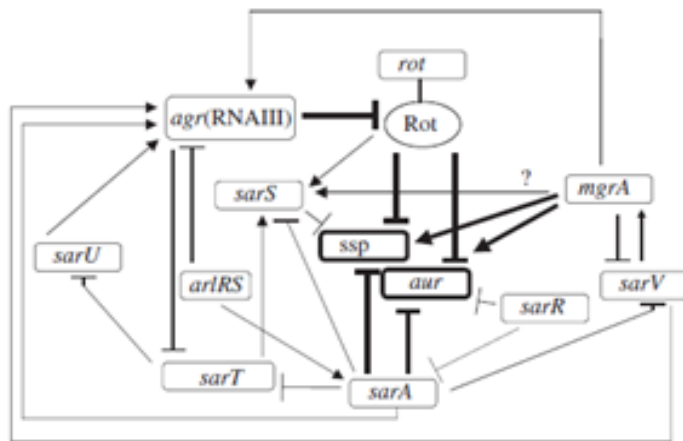 rot
agr(RNAIII)
Rot
?
sarS
mgrA
ssp
sarU
arlRS
aur
sarV
sarR
sarT
sarA